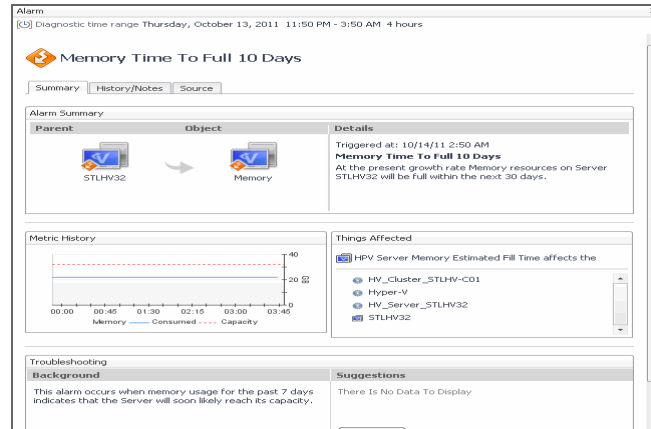 Alarm
Diagnostic time range Thursday, October 13, 2011 11:50 PM - 3:50 AM 4 hours
Memory Time To Full 10 Days
Summary History/Notes Source
Alarm Summary
Parent Object Details
STLHV32
Memory
Triggered at: 10/14/11 2:50 AM
Memory Time To Full 10 Days
At the present growth rate Memory resources on Server
STLHV32 will be full within the next 30 days.
Metric History
40
20
0
GB
00:00 00:45 01:30 02:15 03:00 03:45
Memory Consumed Capacity
Things Affected
HPV Server Memory Estimated Fill Time affects the
HV_Cluster_STLHV-C01
Hyper-V
HV_Server_STLHV32
STLHV32
Troubleshooting
Background Suggestions
This alarm occurs when memory usage for the past 7 days
indicates that the Server will soon likely reach its capacity.
There Is No Data To Display